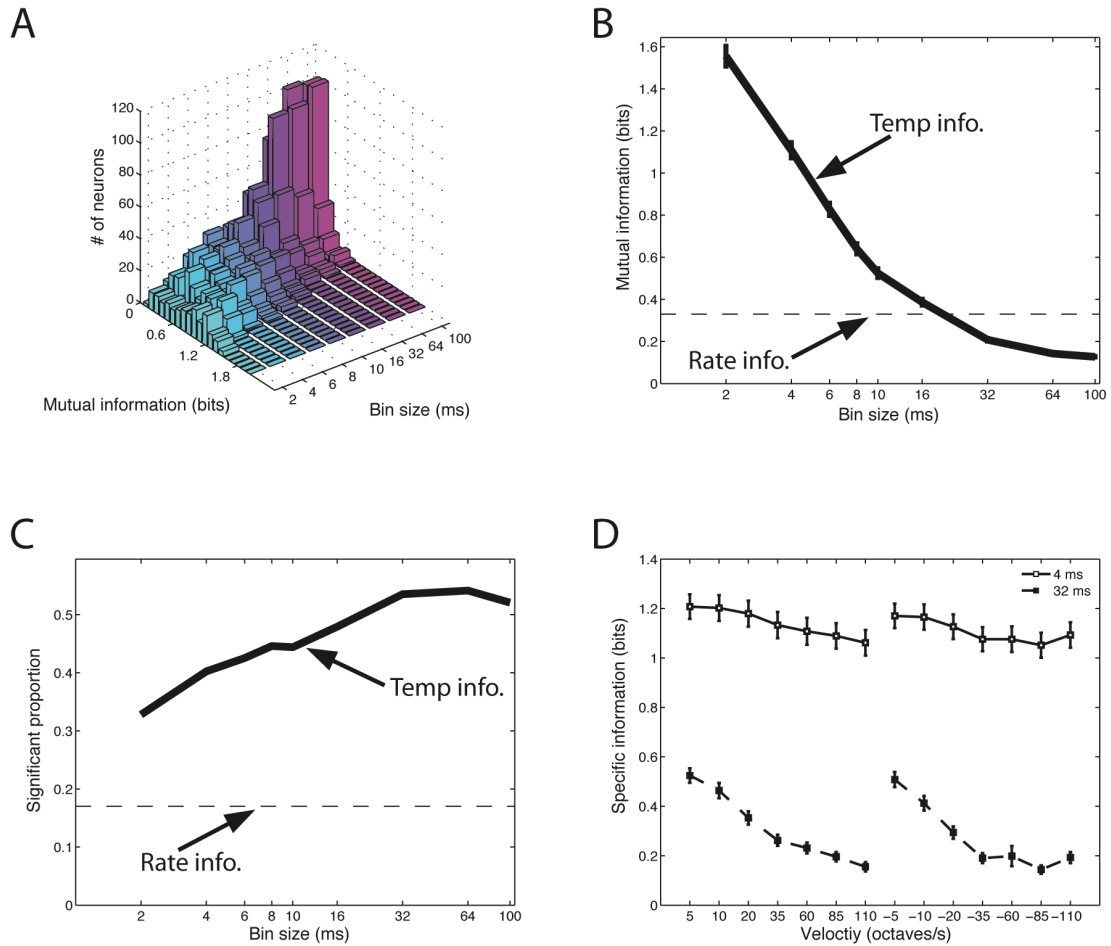 A
# of neurons
120
100
80
60
40
20
0
0
0.6
1.2
1.8
Mutual information (bits)
2
4
6
8
10
16
32
64
100
Bin size (ms)
B
Mutual information (bits)
1.6
1.4
1.2
1
0.8
0.6
0.4
0.2
0
Temp info.
Rate info.
2 4 6 8 10 16 32 64 100
Bin size (ms)
C
Significant proportion
0.5
0.4
0.3
0.2
0.1
0
Temp info.
Rate info.
2 4 6 8 10 16 32 64 100
Bin size (ms)
D
Specific information (bits)
1.4
1.2
1
0.8
0.6
0.4
0.2
0
4 ms
32 ms
5 10 20 35 60 85 110 −5 −10 −20 −35 −60 −85 −110
Veloctiy (octaves/s)